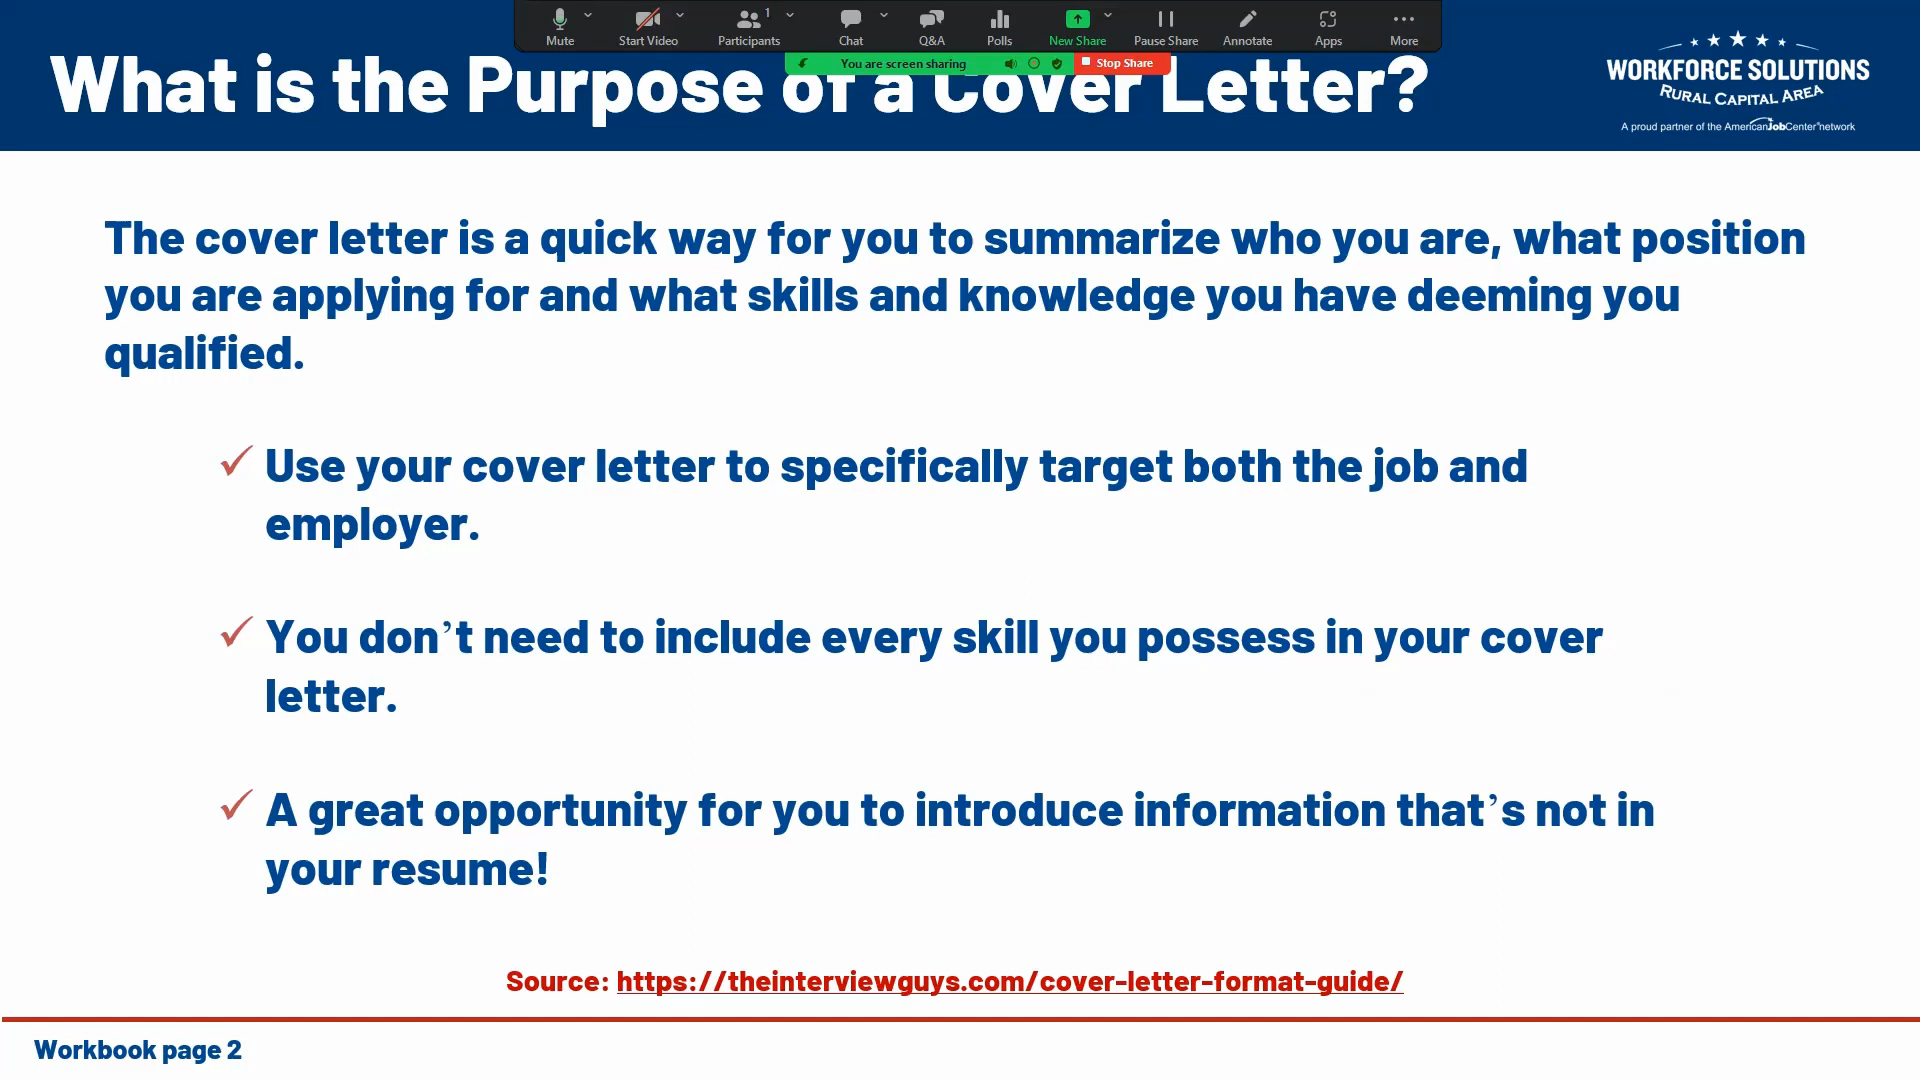 Mute
Start Video
Participants
1
Chat
Q&A
Polls
New Share
Pause Share
Annotate
Apps
More
You are screen sharing
Stop Share
What is the Purpose of a Cover Letter?
WORKFORCE SOLUTIONS
RURAL CAPITAL AREA
A proud partner of the AmericanJobCenter®network
The cover letter is a quick way for you to summarize who you are, what position
you are applying for and what skills and knowledge you have deeming you
qualified.
✓ Use your cover letter to specifically target both the job and
employer.
✓ You don’t need to include every skill you possess in your cover
letter.
✓ A great opportunity for you to introduce information that’s not in
your resume!
Source: https://theinterviewguys.com/cover-letter-format-guide/
Workbook page 2